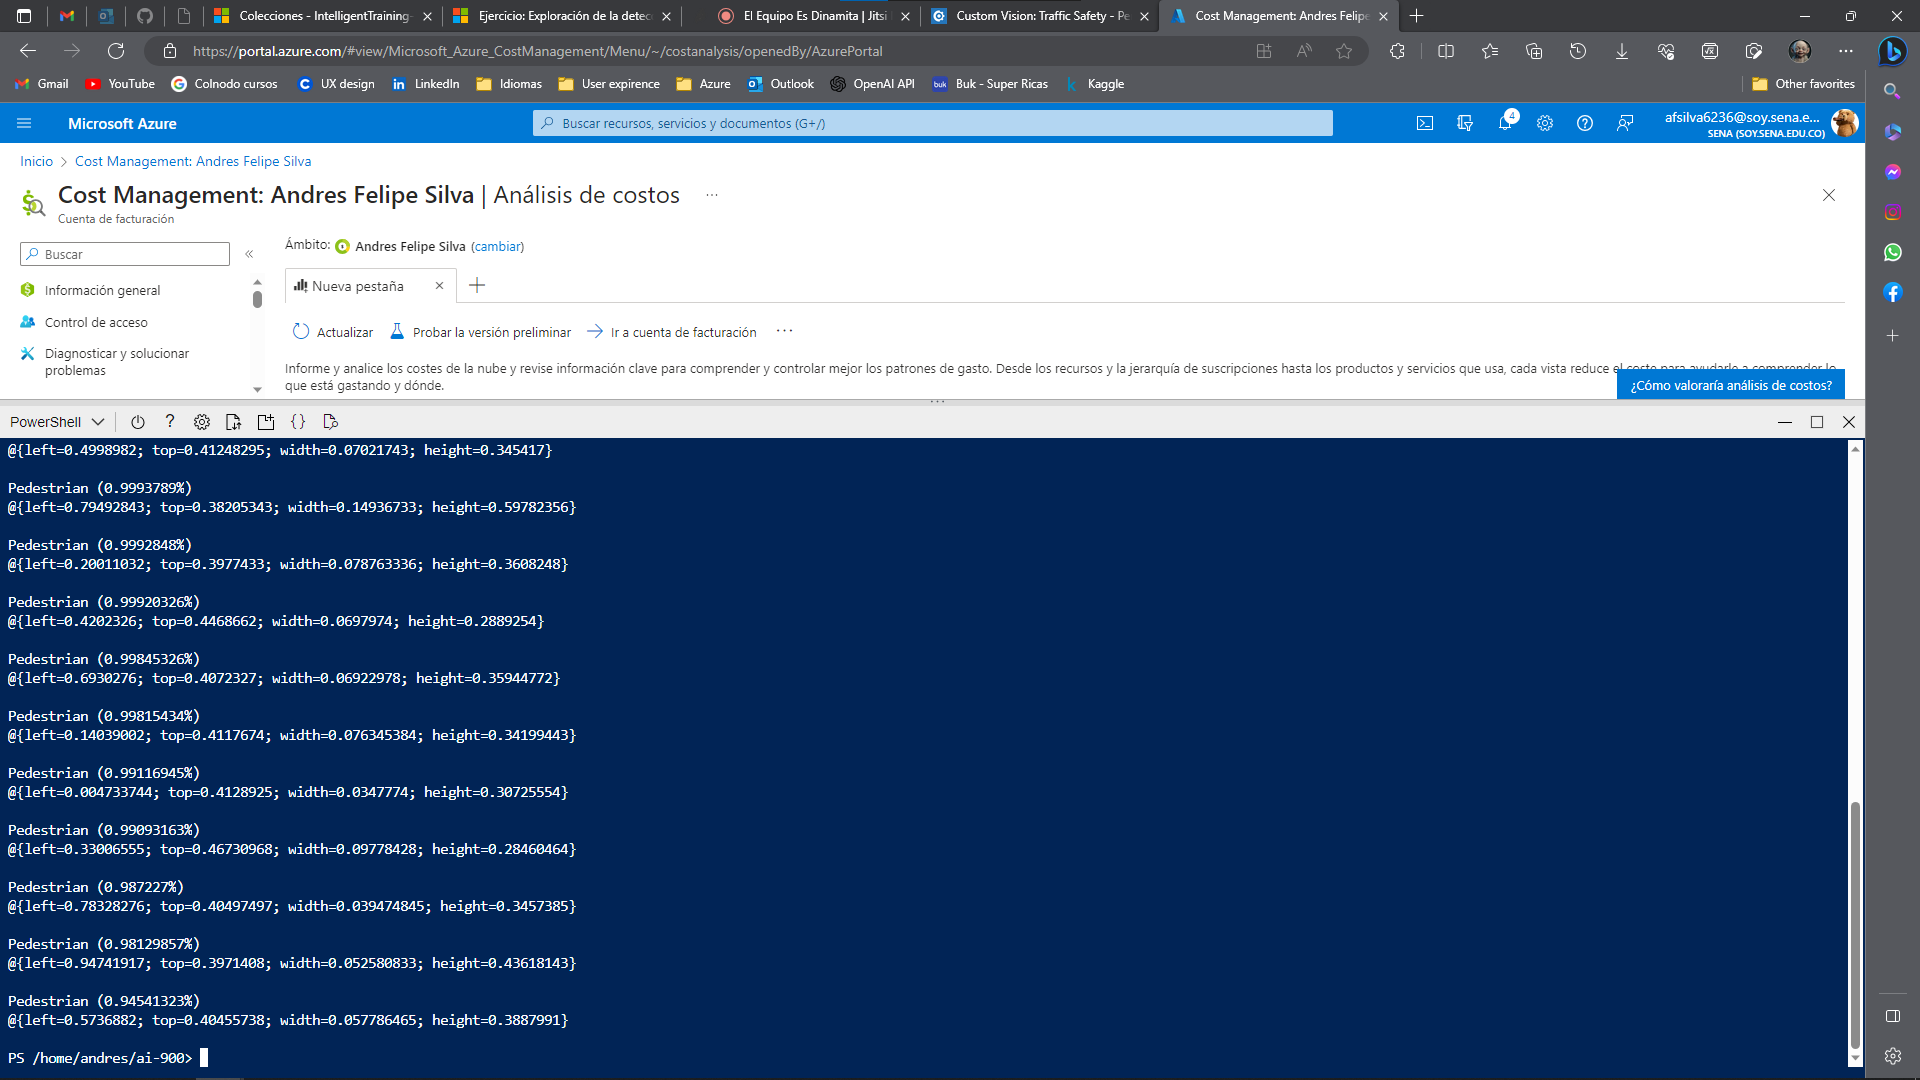 Colecciones - IntelligentTraining-
Ejercicio: Exploración de la detec
El Equipo Es Dinamita | Jitsi
Custom Vision: Traffic Safety - Pe
Cost Management: Andres Felipe
https://portal.azure.com/#view/Microsoft_Azure_CostManagement/Menu/~/costanalysis/openedBy/AzurePortal
Gmail
YouTube
Colnodo cursos
UX design
LinkedIn
Idiomas
User expirence
Azure
Outlook
OpenAI API
Buk - Super Ricas
Kaggle
Other favorites
Microsoft Azure
Buscar recursos, servicios y documentos (G+/)
4
afsilva6236@soy.sena.e...
SENA (SOY.SENA.EDU.CO)
Inicio > Cost Management: Andres Felipe Silva
Cost Management: Andres Felipe Silva | Análisis de costos ...
Cuenta de facturación
Buscar
Información general
Control de acceso
Diagnosticar y solucionar
problemas
Ámbito: Andres Felipe Silva (cambiar)
Nueva pestaña
Actualizar
Probar la versión preliminar
Ir a cuenta de facturación
Informe y analice los costes de la nube y revise información clave para comprender y controlar mejor los patrones de gasto. Desde los recursos y la jerarquía de suscripciones hasta los productos y servicios que usa, cada vista reduce el coste para ayudarle a comprender lo
que está gastando y dónde.
¿Cómo valoraría análisis de costos?
PowerShell
@{left=0.4998982; top=0.41248295; width=0.07021743; height=0.345417}
Pedestrian (0.9993789%)
@{left=0.79492843; top=0.38205343; width=0.14936733; height=0.59782356}
Pedestrian (0.9992848%)
@{left=0.20011032; top=0.3977433; width=0.078763336; height=0.3608248}
Pedestrian (0.99920326%)
@{left=0.4202326; top=0.4468662; width=0.0697974; height=0.2889254}
Pedestrian (0.99845326%)
@{left=0.6930276; top=0.4072327; width=0.06922978; height=0.35944772}
Pedestrian (0.99815434%)
@{left=0.14039002; top=0.4117674; width=0.076345384; height=0.34199443}
Pedestrian (0.99116945%)
@{left=0.004733744; top=0.4128925; width=0.0347774; height=0.30725554}
Pedestrian (0.99093163%)
@{left=0.33006555; top=0.46730968; width=0.09778428; height=0.28460464}
Pedestrian (0.987227%)
@{left=0.78328276; top=0.40497497; width=0.039474845; height=0.3457385}
Pedestrian (0.98129857%)
@{left=0.94741917; top=0.3971408; width=0.052580833; height=0.43618143}
Pedestrian (0.94541323%)
@{left=0.5736882; top=0.40455738; width=0.057786465; height=0.3887991}
PS /home/andres/ai-900>